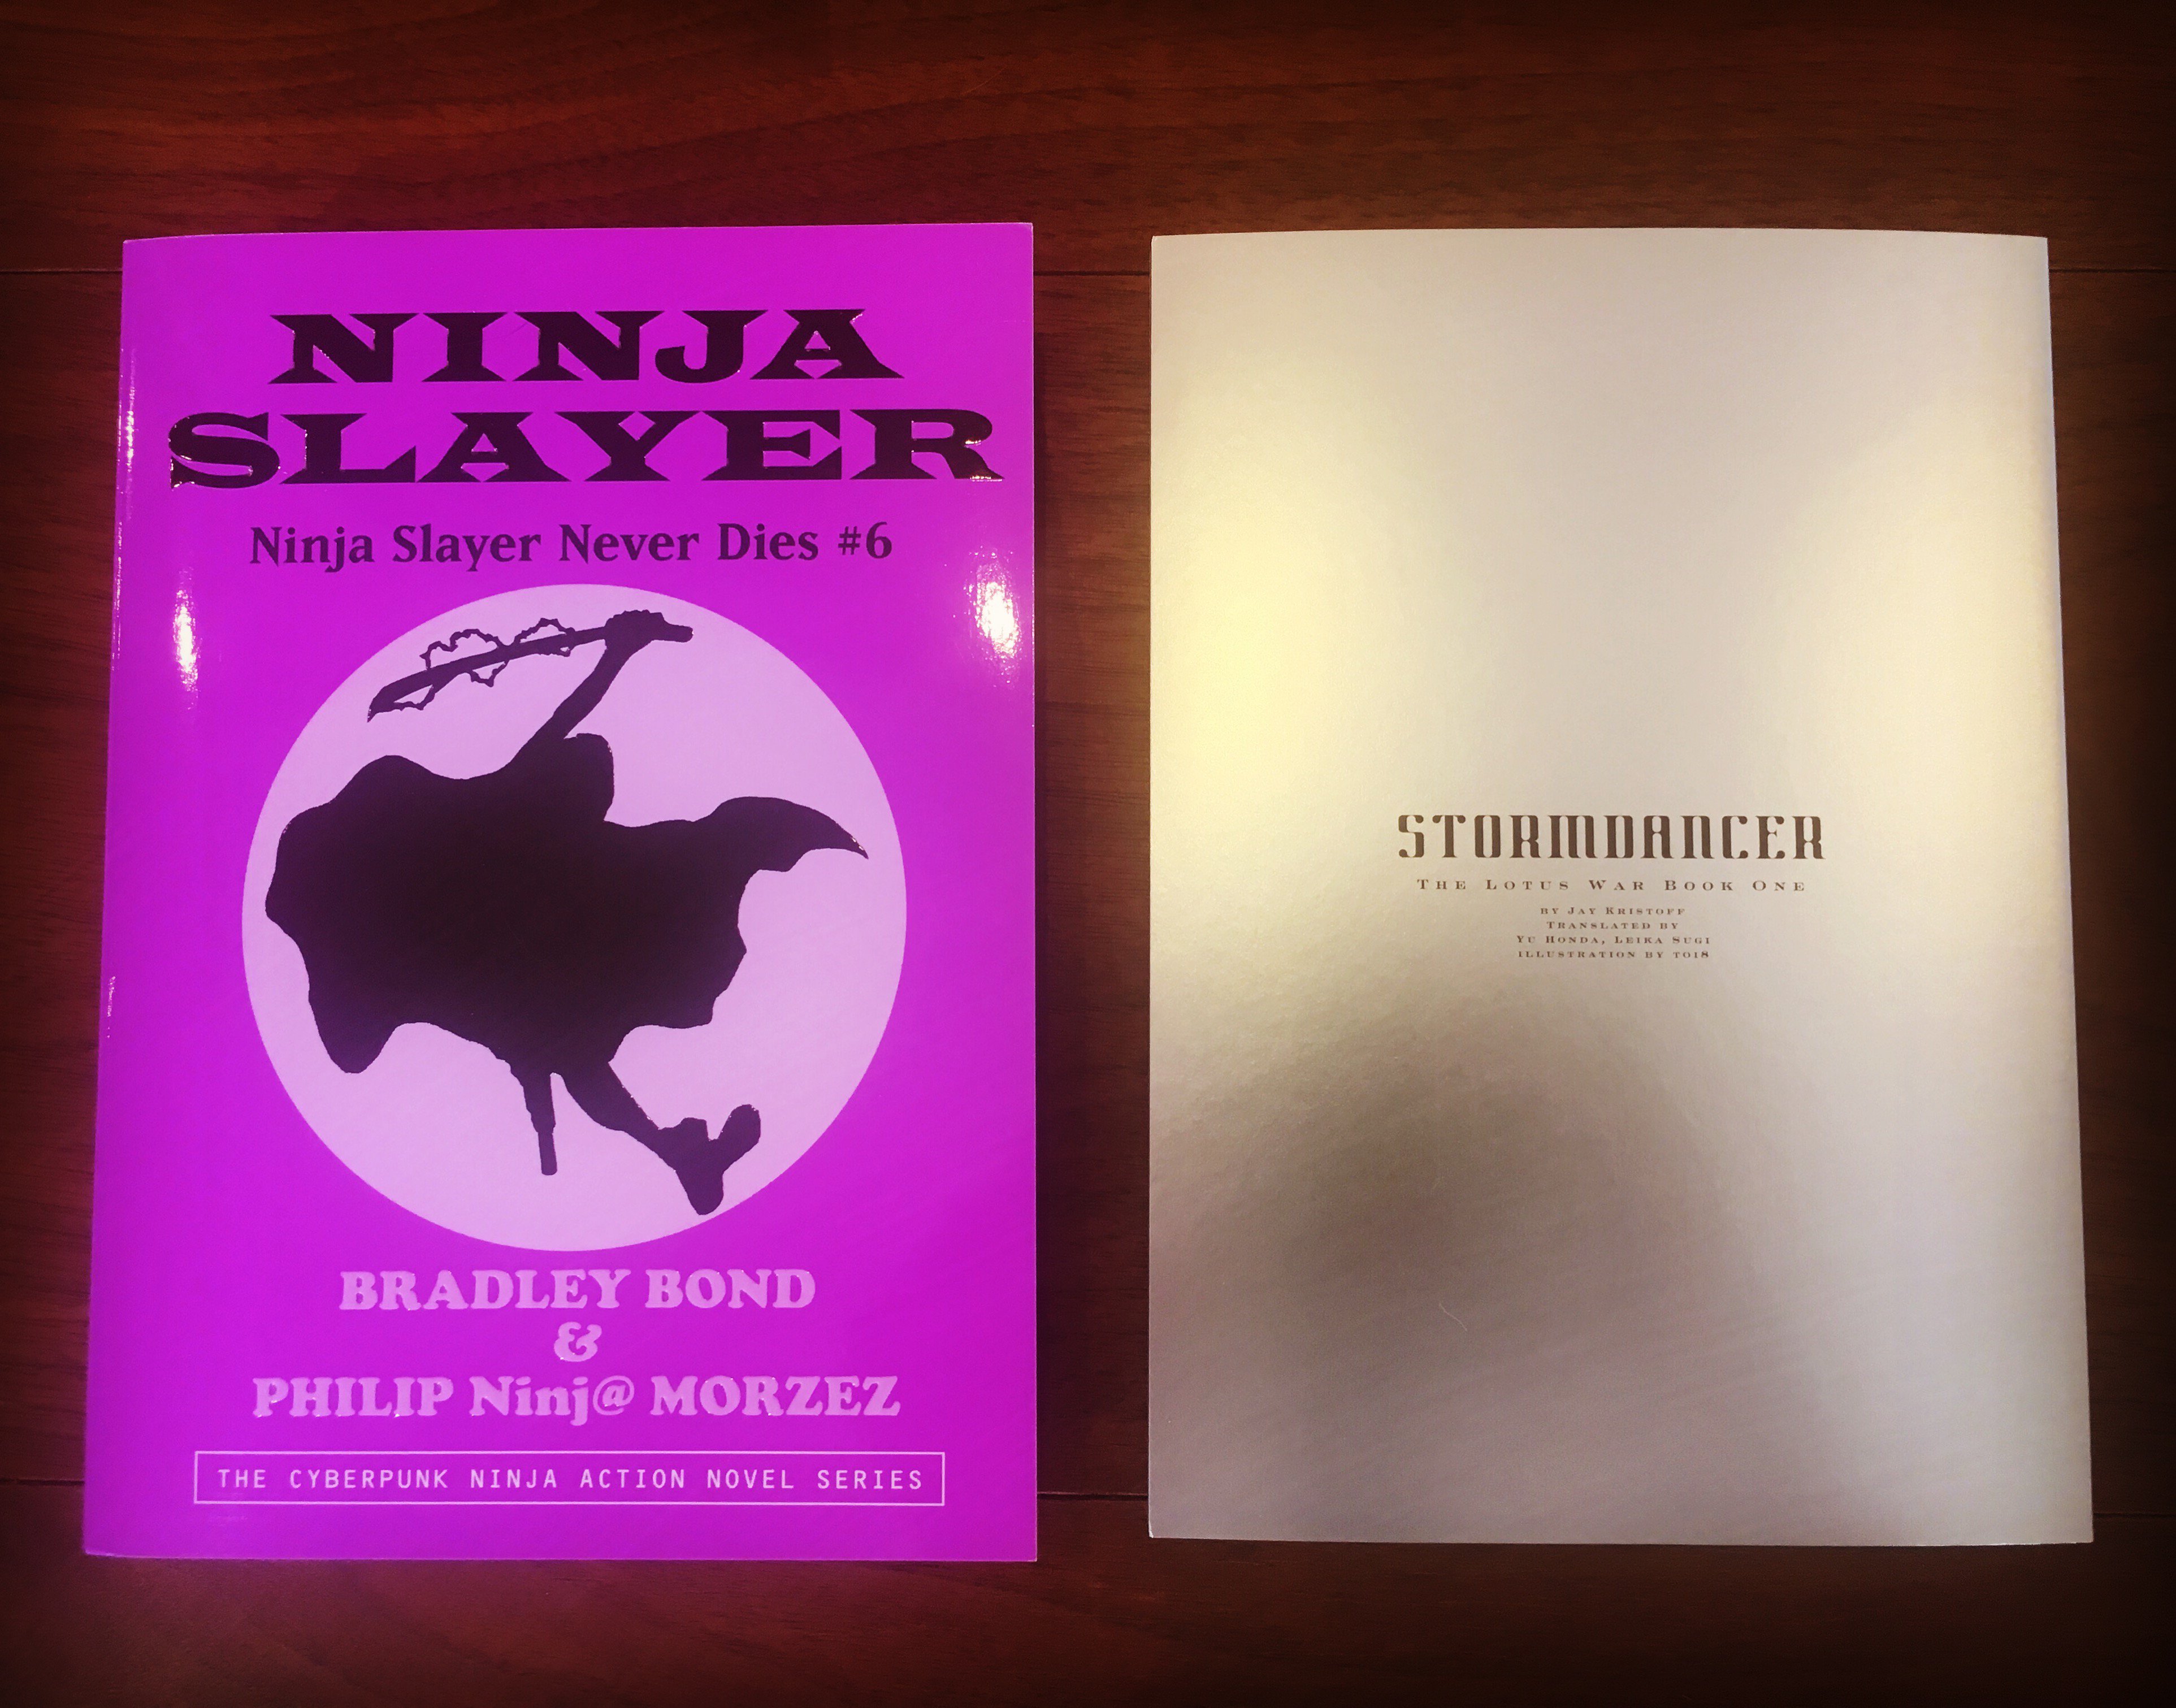 NINJA
SLAYER
Ninja Slayer Never Dies #6
BRADLEY BOND
&
PHILIP Ninj@ MORZEZ
THE CYBERPUNK NINJA ACTION NOVEL SERIES
STORMDANCER
THE LOTUS WAR BOOK ONE
BY JAY KRISTOFF
TRANSLATED BY
YU HONDA, LEIKA SUGI
ILLUSTRATION BY TOI8